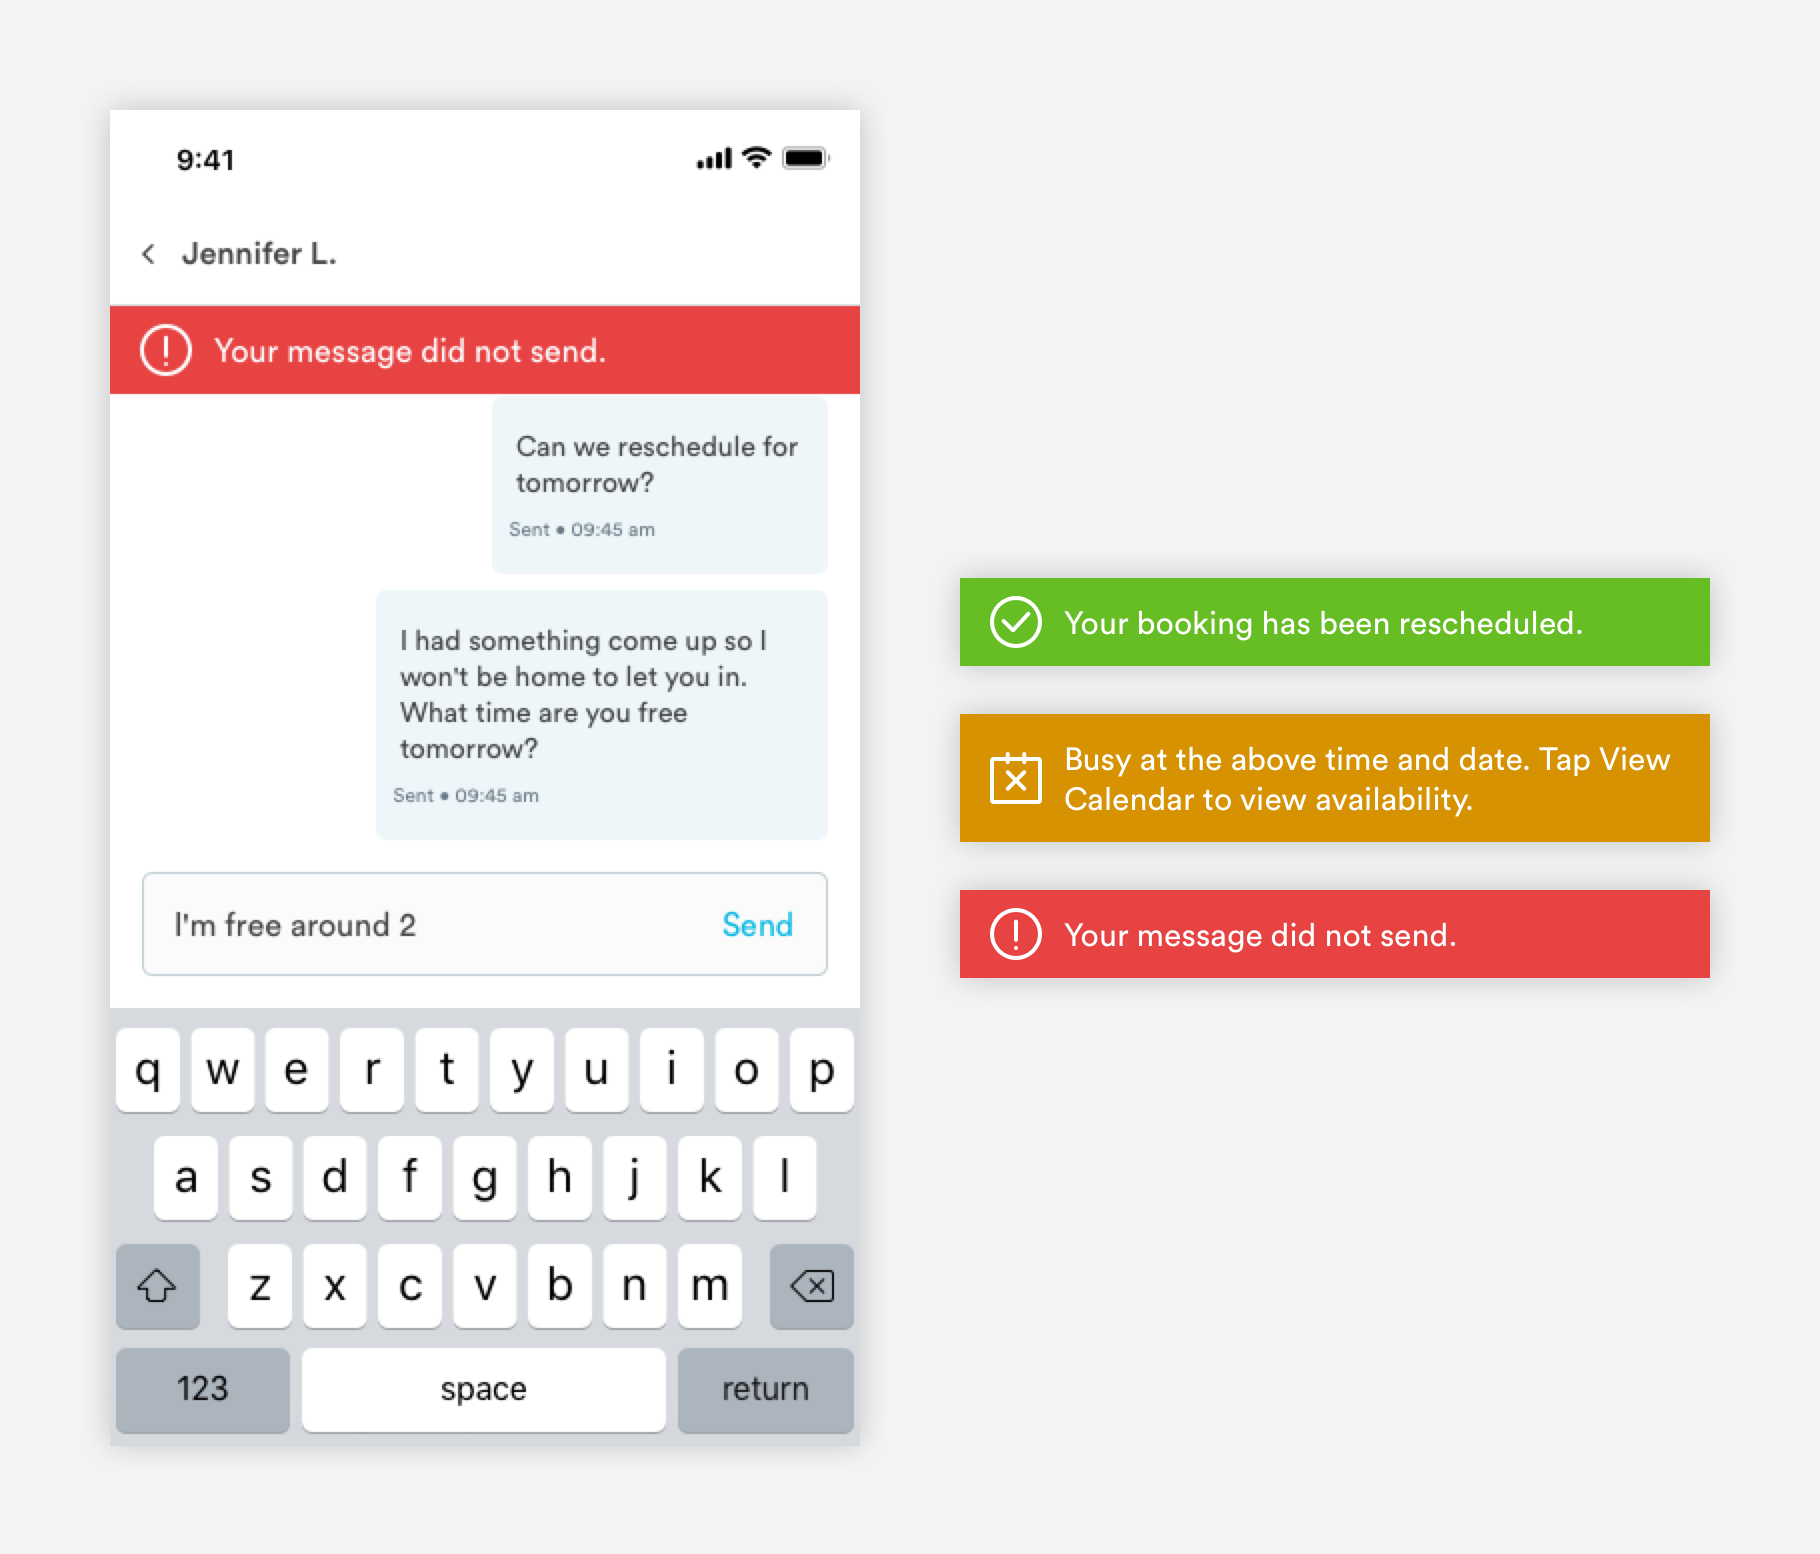 9:41
Jennifer L.
Your message did not send.
Can we reschedule for
tomorrow?
Sent • 09:45 am
I had something come up so I
won't be home to let you in.
What time are you free
tomorrow?
Sent • 09:45 am
I'm free around 2 Send
q w e r t y u i o p
a s d f g h j k l
z x c v b n m
123 space return
Your booking has been rescheduled.
Busy at the above time and date. Tap View
Calendar to view availability.
Your message did not send.